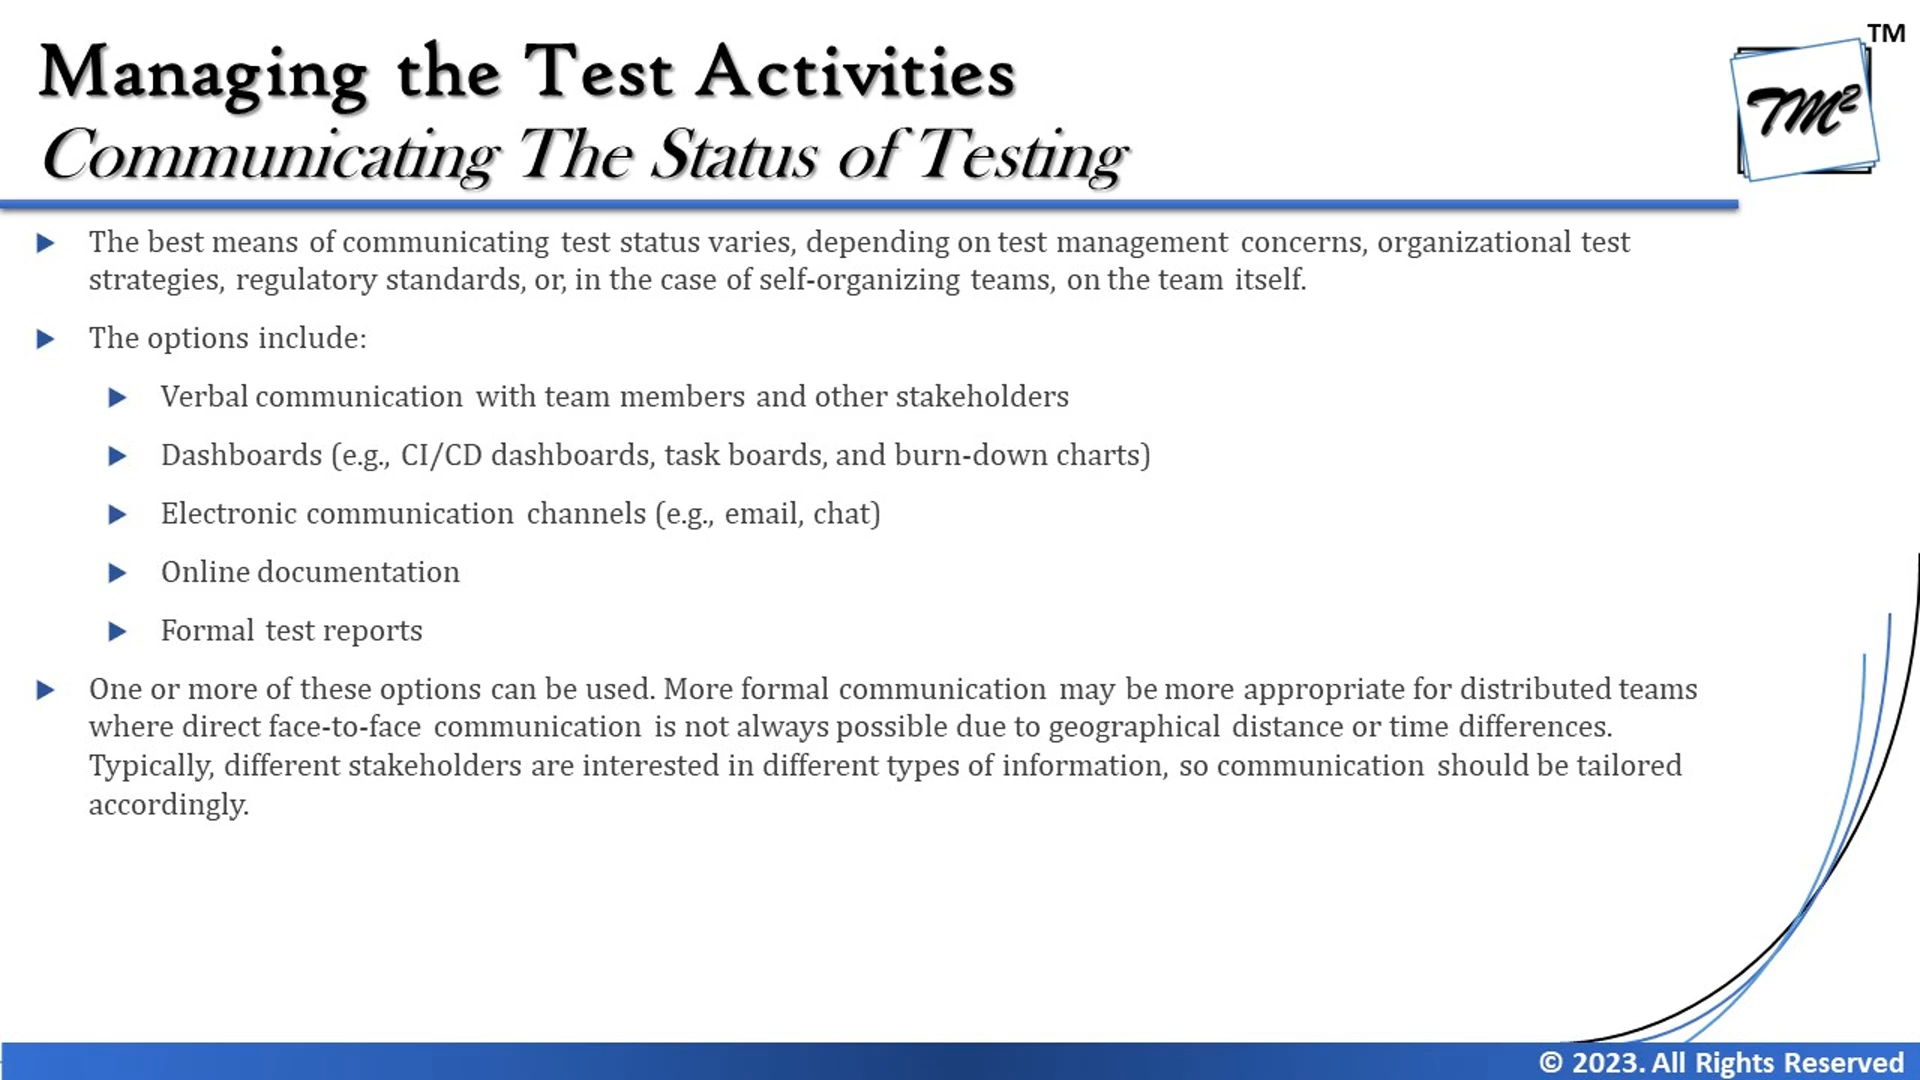 Managing the Test Activities
TM
TM²
Communicating The Status of Testing
The best means of communicating test status varies, depending on test management concerns, organizational test
strategies, regulatory standards, or, in the case of self-organizing teams, on the team itself.
The options include:
Verbal communication with team members and other stakeholders
Dashboards (e.g., CI/CD dashboards, task boards, and burn-down charts)
Electronic communication channels (e.g., email, chat)
Online documentation
Formal test reports
One or more of these options can be used. More formal communication may be more appropriate for distributed teams
where direct face-to-face communication is not always possible due to geographical distance or time differences.
Typically, different stakeholders are interested in different types of information, so communication should be tailored
accordingly.
© 2023. All Rights Reserved